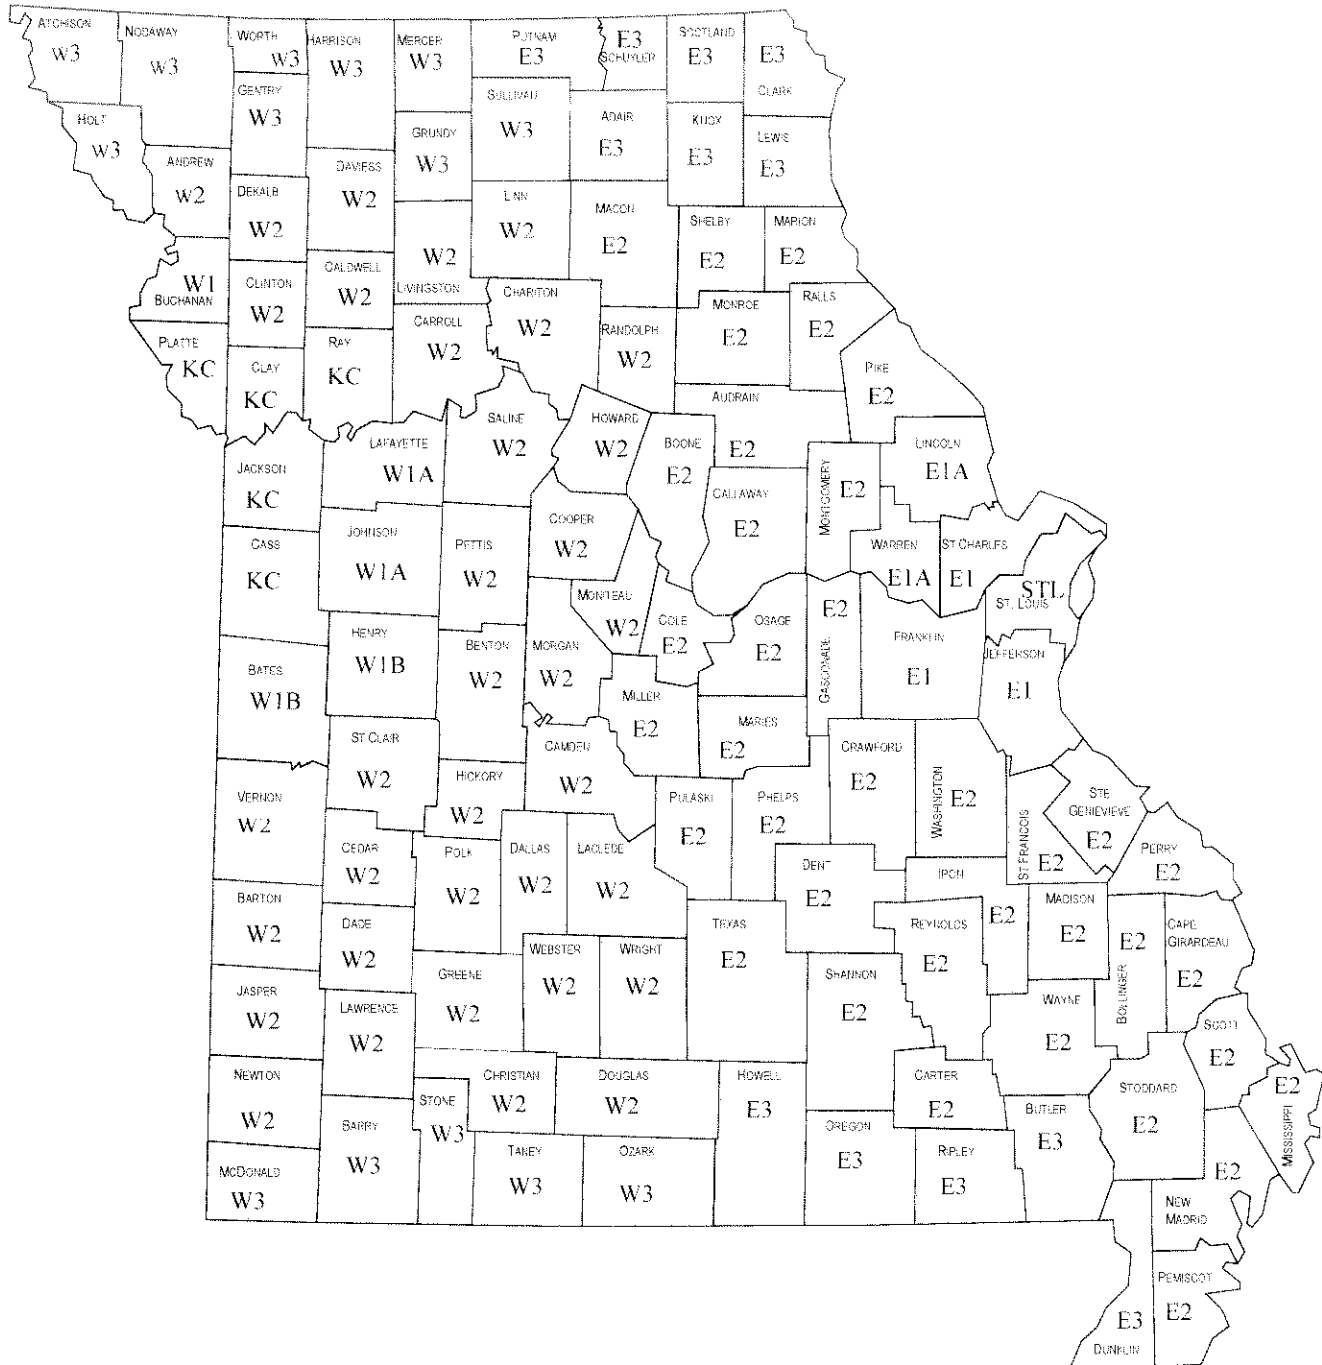 ATCHISON
W3
NODAWAY
W3
WORTH
W3
HARRISON
W3
MERCER
W3
PUTNAM
E3
E3
SCHUYLER
SCOTLAND
E3
E3
CLARK
HOLT
W3
GENTRY
W3
GRUNDY
W3
SULLIVAN
W3
ADAIR
E3
KNOX
E3
LEWIS
E3
ANDREW
W2
DEKALB
W2
DAVIESS
W2
W2
LIVINGSTON
LINN
W2
MACON
E2
SHELBY
E2
MARION
E2
W1
BUCHANAN
CLINTON
W2
CALDWELL
W2
CARROLL
W2
CHARITON
W2
RANDOLPH
W2
MONROE
E2
RALLS
E2
PLATTE
KC
CLAY
KC
RAY
KC
PIKE
E2
AUDRAIN
E2
JACKSON
KC
LAFAYETTE
W1A
SALINE
W2
HOWARD
W2
BOONE
E2
CALLAWAY
E2
MONTGOMERY
E2
LINCOLN
E1A
CASS
KC
JOHNSON
W1A
PETTIS
W2
COOPER
W2
MONITEAU
W2
COLE
E2
OSAGE
E2
GASCONADE
E2
WARREN
E1A
ST CHARLES
E1
STL
ST. LOUIS
BATES
W1B
HENRY
W1B
BENTON
W2
MORGAN
W2
MILLER
E2
MARIES
E2
FRANKLIN
E1
JEFFERSON
E1
VERNON
W2
ST CLAIR
W2
HICKORY
W2
CAMDEN
W2
PULASKI
E2
PHELPS
E2
CRAWFORD
E2
WASHINGTON
E2
ST FRANCOIS
E2
STE
GENEVIEVE
E2
PERRY
E2
BARTON
W2
CEDAR
W2
POLK
W2
DALLAS
W2
LACLEDE
W2
DENT
E2
IRON
E2
MADISON
E2
BOLLINGER
E2
CAPE
GIRARDEAU
E2
JASPER
W2
DADE
W2
GREENE
W2
WEBSTER
W2
WRIGHT
W2
TEXAS
E2
SHANNON
E2
REYNOLDS
E2
WAYNE
E2
SCOTT
E2
NEWTON
W2
LAWRENCE
W2
CHRISTIAN
W2
DOUGLAS
W2
HOWELL
E3
CARTER
E2
BUTLER
E3
STODDARD
E2
E2
MISSISSIPPI
MCDONALD
W3
BARRY
W3
STONE
W3
TANEY
W3
OZARK
W3
OREGON
E3
RIPLEY
E3
E2
NEW
MADRID
PEMISCOT
E2
E3
DUNKLIN